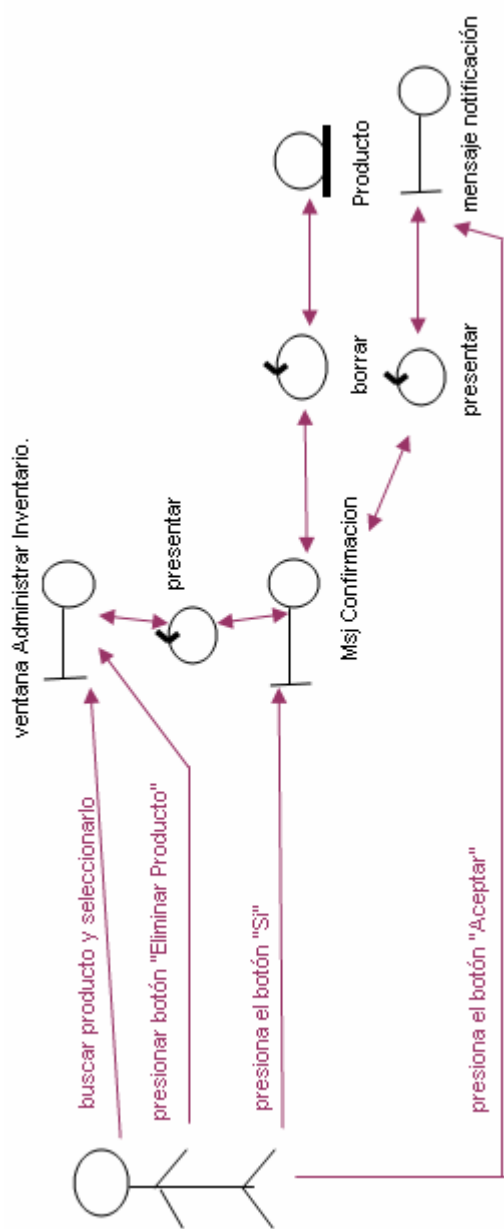 ventana Administrar Inventario.
buscar producto y seleccionarlo
presionar botón "Eliminar Producto"
presentar
presiona el botón "Si"
Msj Confirmacion
borrar
Producto
presentar
mensaje notificación
presiona el botón "Aceptar"